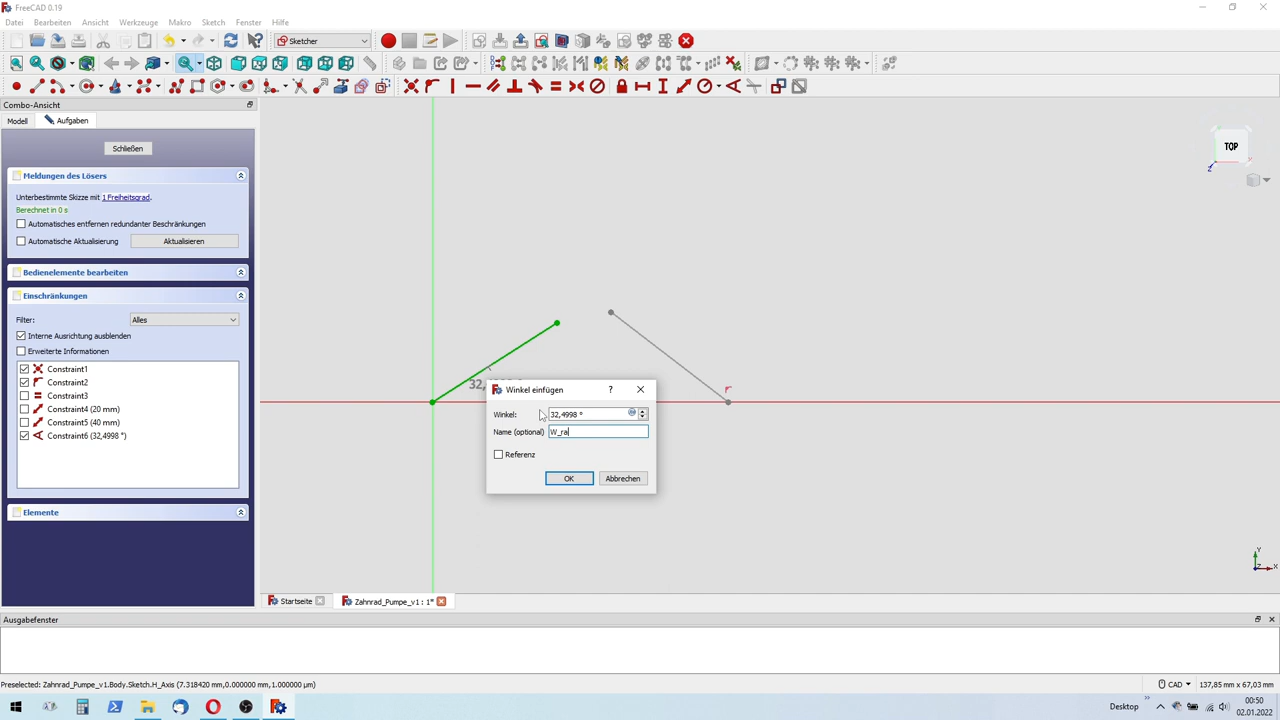 FreeCAD 0.19
Datei Bearbeiten Ansicht Werkzeuge Makro Sketch Fenster Hilfe
Sketcher
Combo-Ansicht
Modell Aufgaben
Schließen
Meldungen des Lösers
Unterbestimmte Skizze mit 1 Freiheitsgrad.
Berechnet in 0 s
Automatisches entfernen redundanter Beschränkungen
Automatische Aktualisierung Aktualisieren
Bedienelemente bearbeiten
Einschränkungen
Filter: Alles
Interne Ausrichtung ausblenden
Erweiterte Informationen
Constraint1
Constraint2
Constraint3
Constraint4 (20 mm)
Constraint5 (40 mm)
Constraint6 (32,4998 °)
Elemente
TOP
Y
X
Z
Winkel einfügen ?
Winkel: 32,4998 °
Name (optional) W_ra
Referenz
OK Abbrechen
Y
X
Z
Startseite Zahnrad_Pumpe_v1 : 1*
Ausgabefenster
Preselected: Zahnrad_Pumpe_v1.Body.Sketch.H_Axis (7.318420 mm,0.000000 mm,1.000000 µm) CAD 137,85 mm x 67,03 mm
Desktop
00:50
02.01.2022